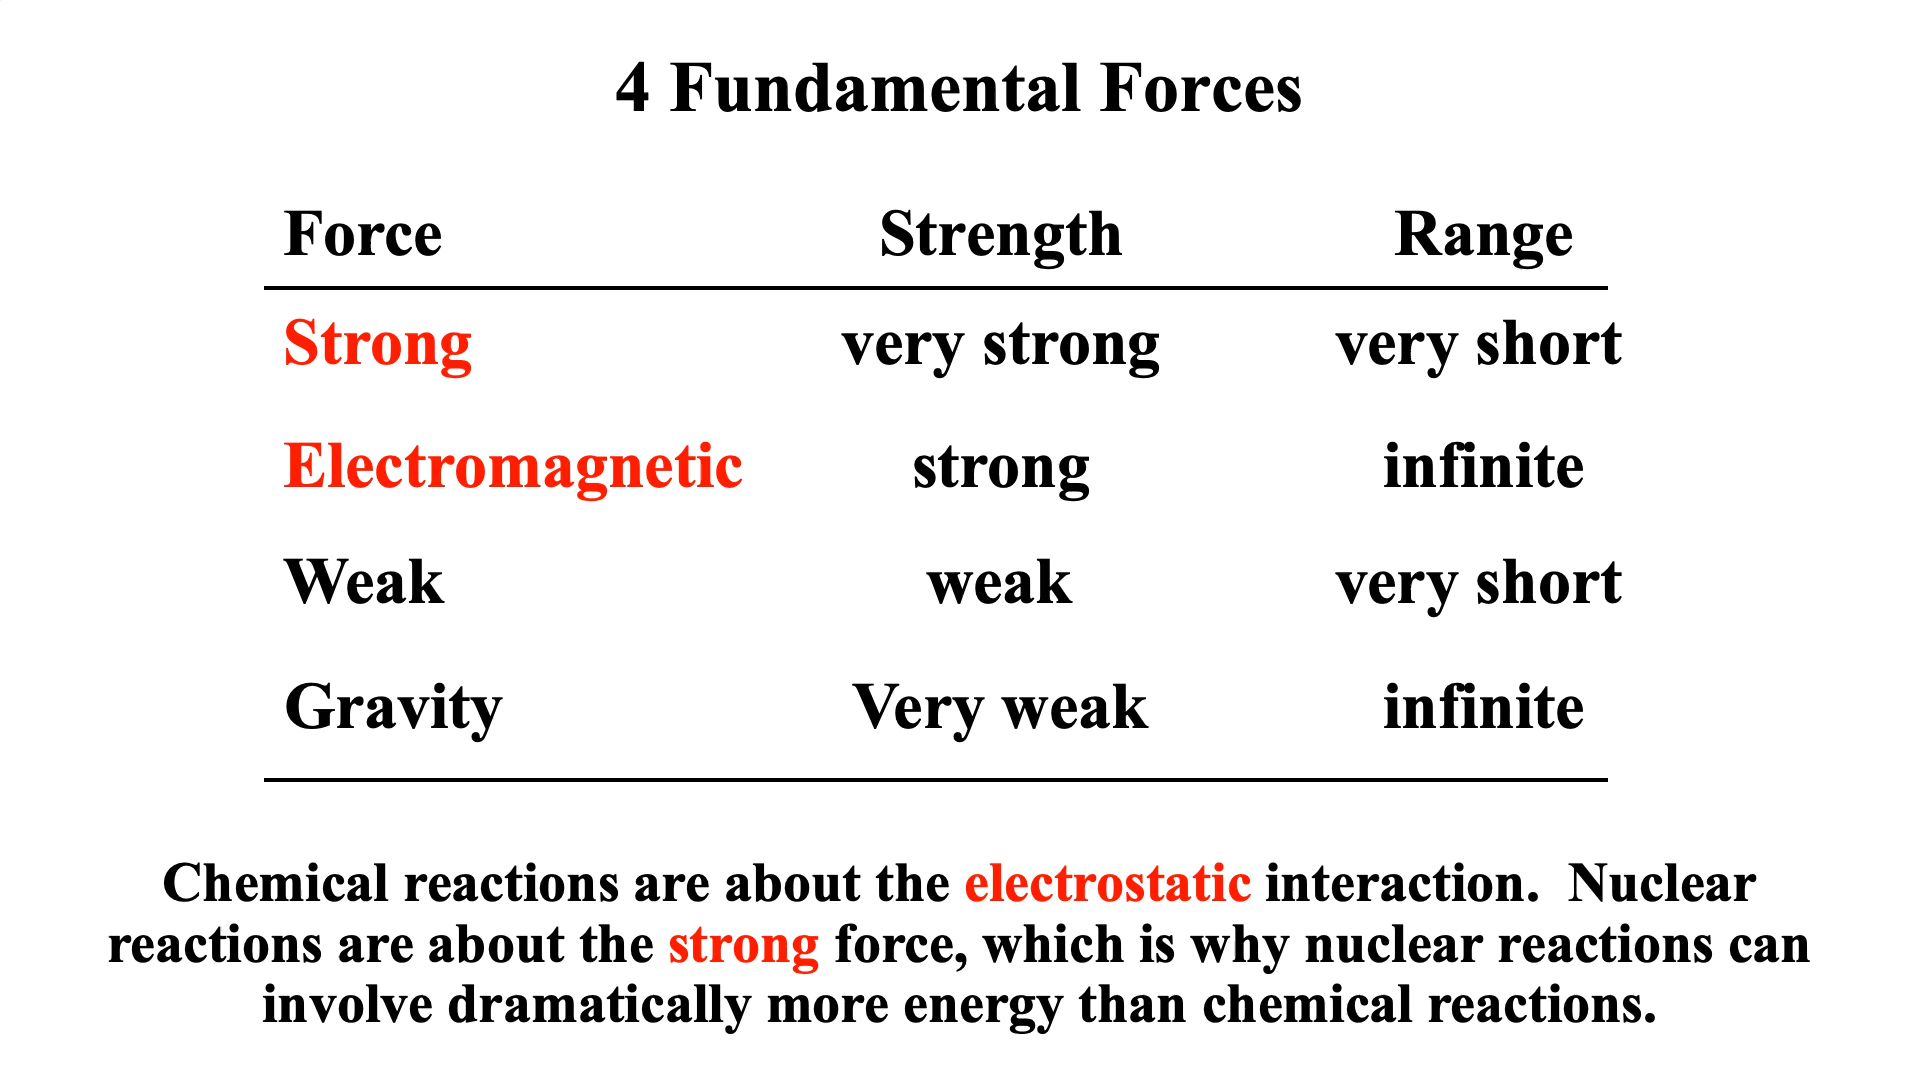 4 Fundamental Forces
Force Strength Range
Strong very strong very short
Electromagnetic strong infinite
Weak weak very short
Gravity Very weak infinite
Chemical reactions are about the electrostatic interaction.  Nuclear
reactions are about the strong force, which is why nuclear reactions can
involve dramatically more energy than chemical reactions.